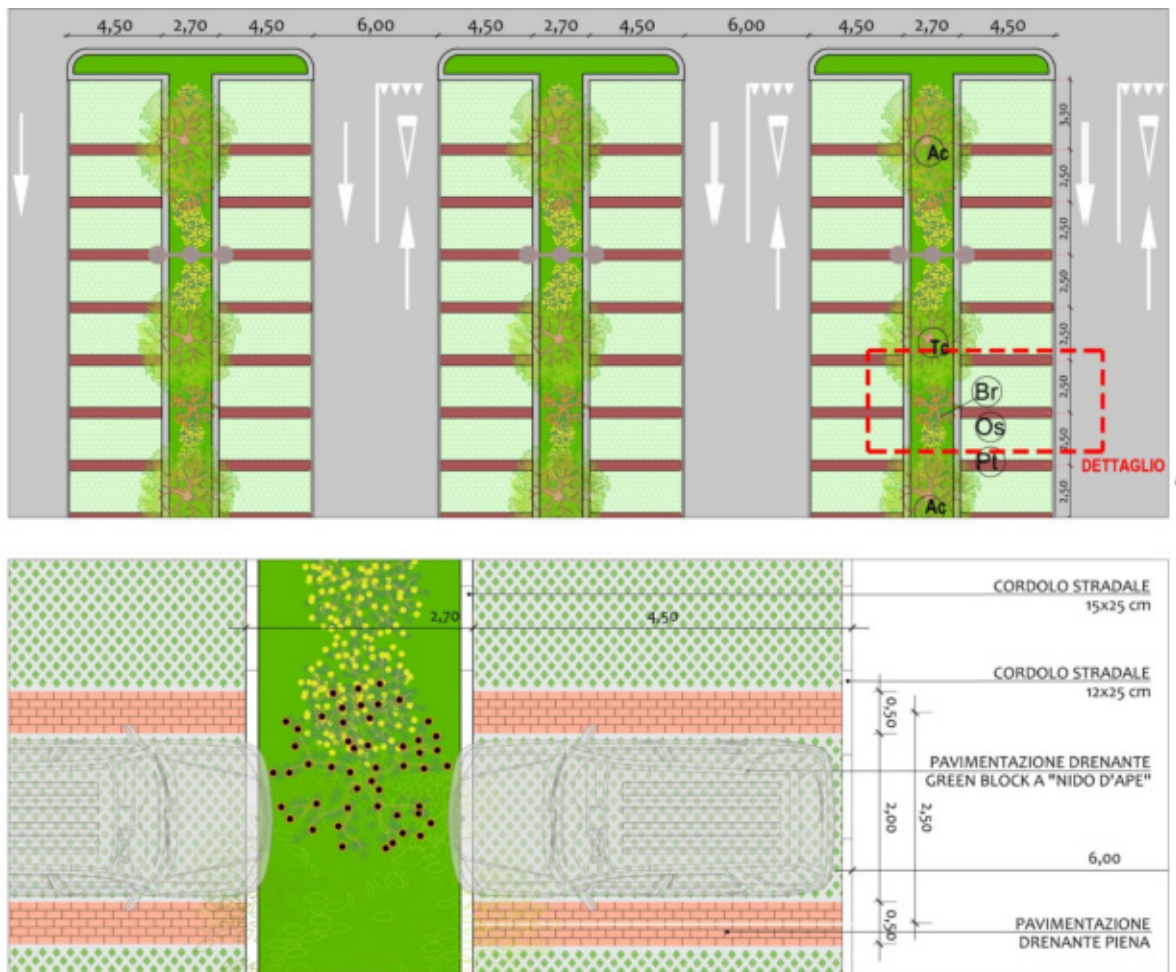 4,50 2,70 4,50 6,00 4,50 2,70 4,50 6,00 4,50 2,70 4,50
3,30
Ac
2,50
2,50
2,50
2,50
Tc
2,50
Br
Os
2,50
Pt
DETTAGLIO
2,50
Ac
CORDOLO STRADALE
15x25 cm
2,70 4,50
CORDOLO STRADALE
12x25 cm
0,50
PAVIMENTAZIONE DRENANTE
GREEN BLOCK A "NIDO D'APE"
2,00 2,50
6,00
0,50
PAVIMENTAZIONE
DRENANTE PIENA